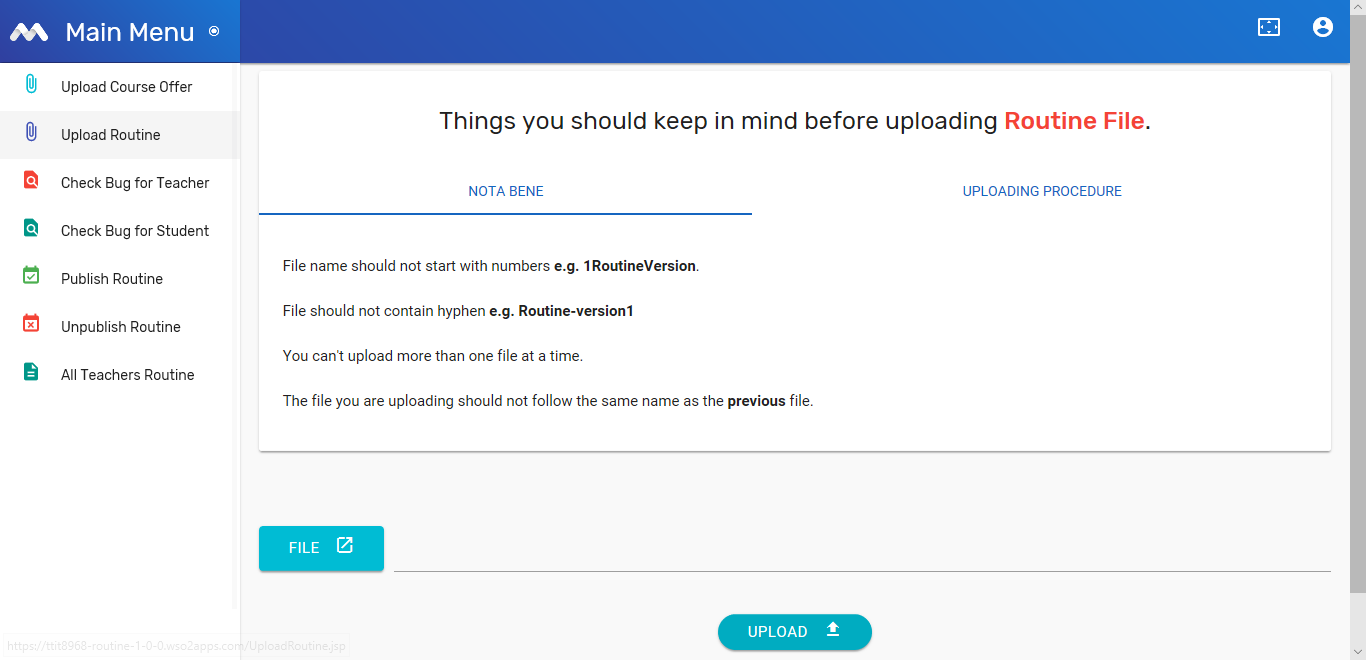 Main Menu
Upload Course Offer
Upload Routine
Check Bug for Teacher
Check Bug for Student
Publish Routine
Unpublish Routine
All Teachers Routine
Things you should keep in mind before uploading Routine File.
NOTA BENE
UPLOADING PROCEDURE
File name should not start with numbers e.g. 1RoutineVersion.
File should not contain hyphen e.g. Routine-version1
You can't upload more than one file at a time.
The file you are uploading should not follow the same name as the previous file.
FILE
UPLOAD
https://ttit8968-routine-1-0-0.wso2apps.com/UploadRoutine.jsp